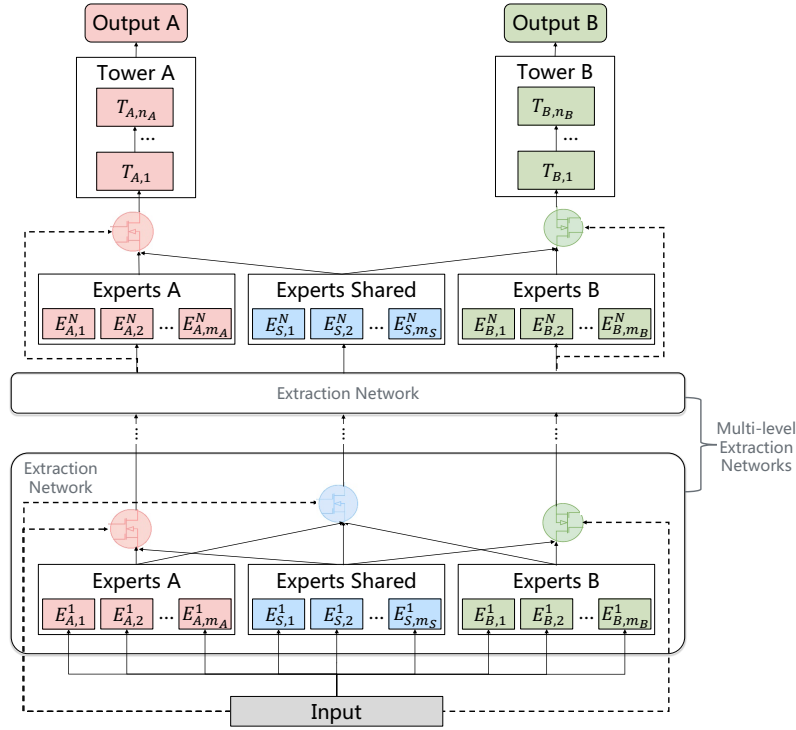 Output A
Output B
Tower A
Tower B
$T_{A,n_A}$
$T_{B,n_B}$
...
...
$T_{A,1}$
$T_{B,1}$
Experts A
Experts Shared
Experts B
$E^N_{A,1}$ $E^N_{A,2}$ ... $E^N_{A,m_A}$
$E^N_{S,1}$ $E^N_{S,2}$ ... $E^N_{S,m_S}$
$E^N_{B,1}$ $E^N_{B,2}$ ... $E^N_{B,m_B}$
Extraction Network
...
...
...
Multi-level
Extraction
Networks
Extraction
Network
Experts A
Experts Shared
Experts B
$E^1_{A,1}$ $E^1_{A,2}$ ... $E^1_{A,m_A}$
$E^1_{S,1}$ $E^1_{S,2}$ ... $E^1_{S,m_S}$
$E^1_{B,1}$ $E^1_{B,2}$ ... $E^1_{B,m_B}$
Input